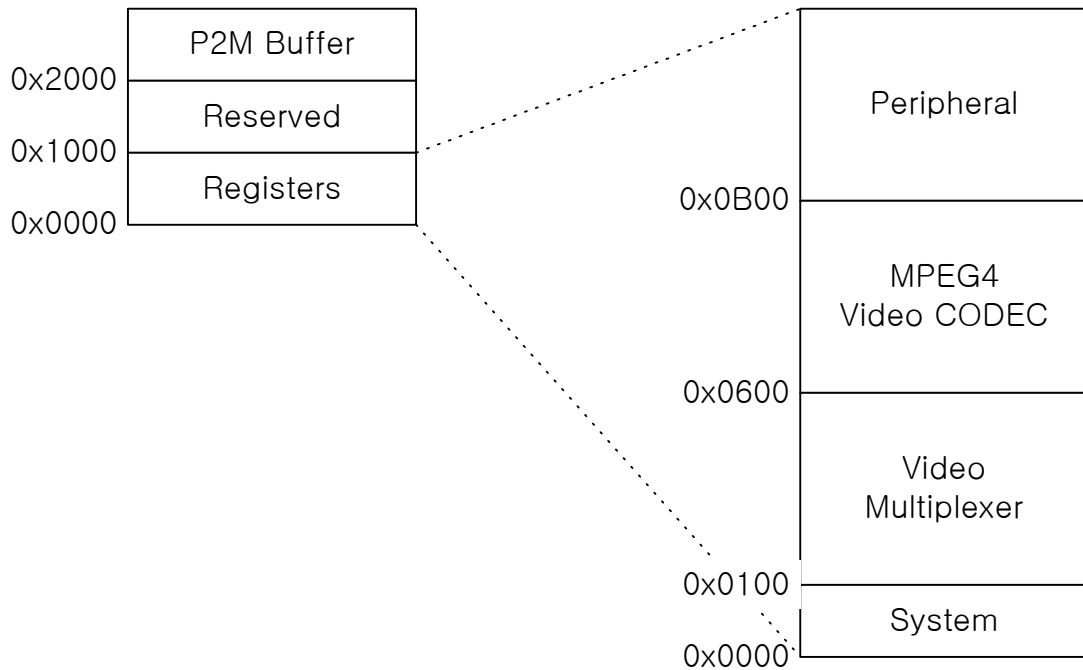 P2M Buffer
0x2000
Reserved
0x1000
Registers
0x0000
Peripheral
0x0B00
MPEG4
Video CODEC
0x0600
Video
Multiplexer
0x0100
System
0x0000